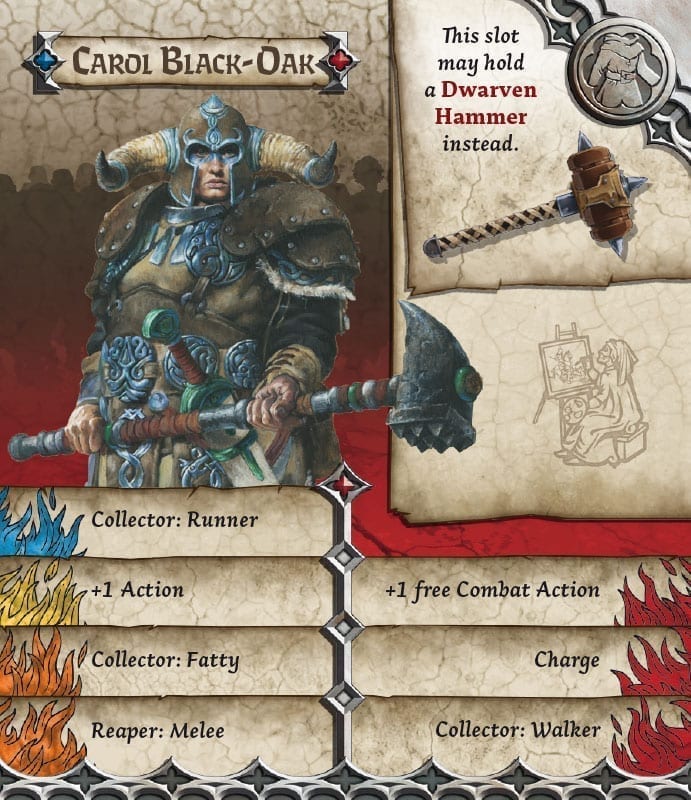 CAROL BLACK-OAK
This slot
may hold
a Dwarven
Hammer
instead.
Collector: Runner
+1 Action
+1 free Combat Action
Collector: Fatty
Charge
Reaper: Melee
Collector: Walker